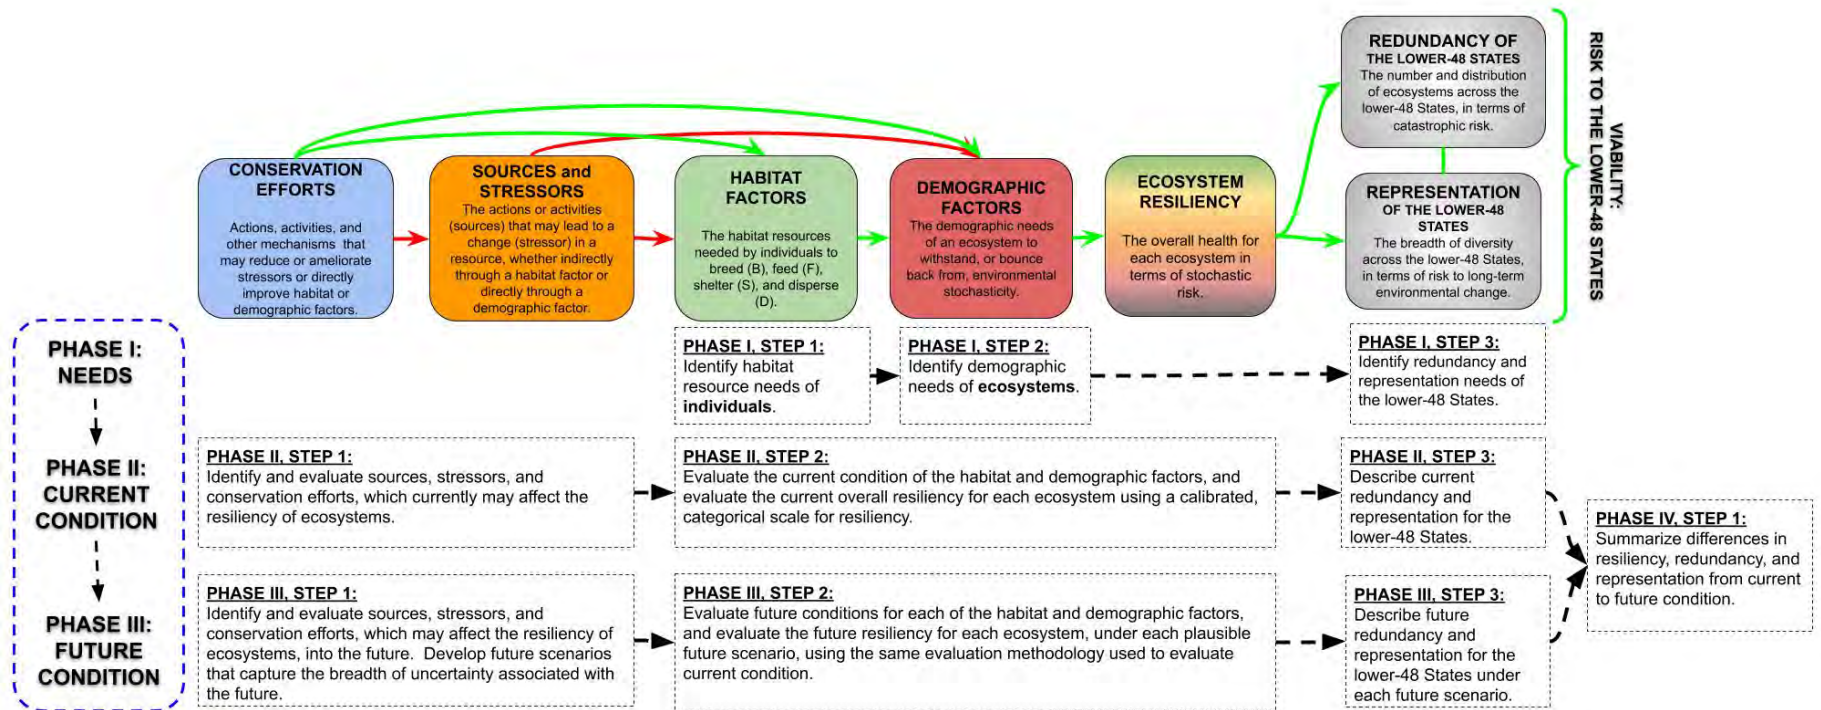 CONSERVATION
EFFORTS
Actions, activities, and
other mechanisms that
may reduce or ameliorate
stressors or directly
improve habitat or
demographic factors.
SOURCES and
STRESSORS
The actions or activities
(sources) that may lead to a
change (stressor) in a
resource, whether indirectly
through a habitat factor or
directly through a
demographic factor.
HABITAT
FACTORS
The habitat resources
needed by individuals to
breed (B), feed (F),
shelter (S), and disperse
(D).
DEMOGRAPHIC
FACTORS
The demographic needs
of an ecosystem to
withstand, or bounce
back from, environmental
stochasticity.
ECOSYSTEM
RESILIENCY
The overall health for
each ecosystem in
terms of stochastic
risk.
REDUNDANCY OF
THE LOWER-48 STATES
The number and distribution
of ecosystems across the
lower-48 States, in terms of
catastrophic risk.
REPRESENTATION
OF THE LOWER-48
STATES
The breadth of diversity
across the lower-48 States,
in terms of risk to long-term
environmental change.
VIABILITY:
RISK TO THE LOWER-48 STATES
PHASE I:
NEEDS
PHASE I, STEP 1:
Identify habitat
resource needs of
individuals.
PHASE I, STEP 2:
Identify demographic
needs of ecosystems.
PHASE I, STEP 3:
Identify redundancy and
representation needs of
the lower-48 States.
PHASE II:
CURRENT
CONDITION
PHASE II, STEP 1:
Identify and evaluate sources, stressors, and
conservation efforts, which currently may affect the
resiliency of ecosystems.
PHASE II, STEP 2:
Evaluate the current condition of the habitat and demographic factors, and
evaluate the current overall resiliency for each ecosystem using a calibrated,
categorical scale for resiliency.
PHASE II, STEP 3:
Describe current
redundancy and
representation for the
lower-48 States.
PHASE III:
FUTURE
CONDITION
PHASE III, STEP 1:
Identify and evaluate sources, stressors, and
conservation efforts, which may affect the resiliency of
ecosystems, into the future. Develop future scenarios
that capture the breadth of uncertainty associated with
the future.
PHASE III, STEP 2:
Evaluate future conditions for each of the habitat and demographic factors,
and evaluate the future resiliency for each ecosystem, under each plausible
future scenario, using the same evaluation methodology used to evaluate
current condition.
PHASE III, STEP 3:
Describe future
redundancy and
representation for the
lower-48 States under
each future scenario.
PHASE IV, STEP 1:
Summarize differences in
resiliency, redundancy, and
representation from current
to future condition.